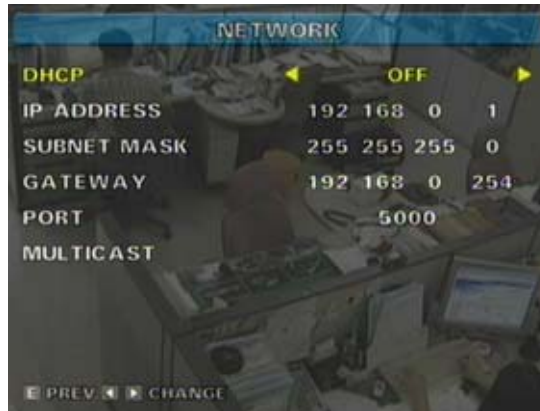 NETWORK
DHCP OFF
IP ADDRESS 192 168 0 1
SUBNET MASK 255 255 255 0
GATEWAY 192 168 0 254
PORT 5000
MULTICAST
E PREV. CHANGE